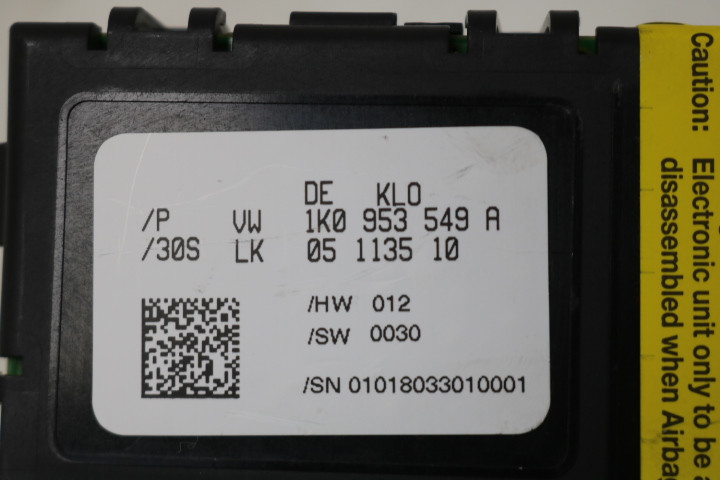 DE KLO
/P VW 1K0 953 549 A
/30S LK 05 1135 10
/HW 012
/SW 0030
/SN 01018033010001
Caution: Electronic unit only to be
disassembled when Airbag